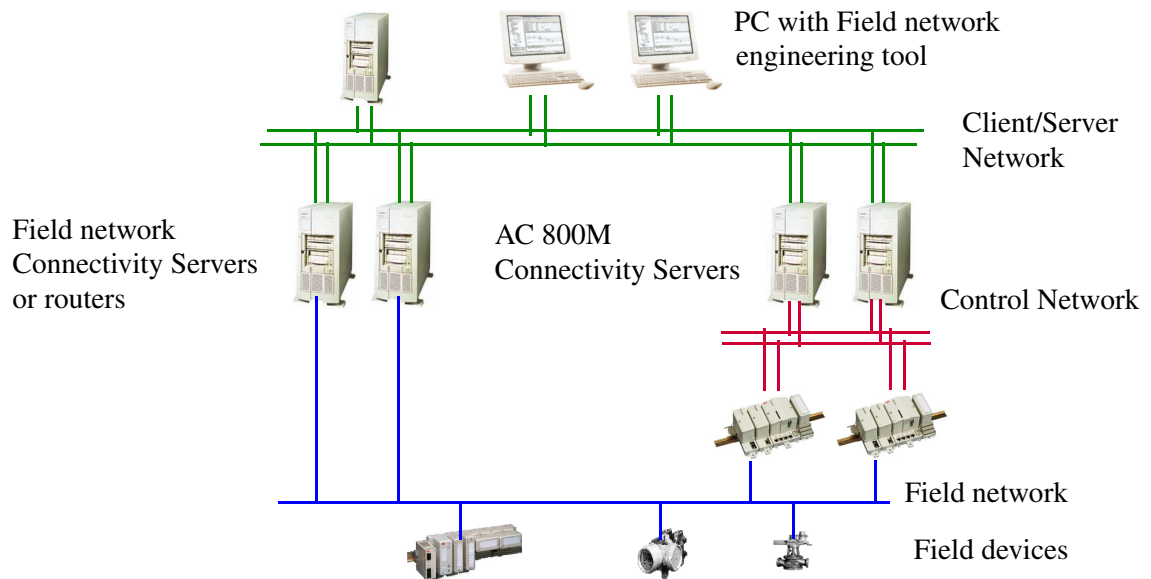 PC with Field network
engineering tool
Client/Server
Network
Field network
Connectivity Servers
or routers
AC 800M
Connectivity Servers
Control Network
Field network
Field devices